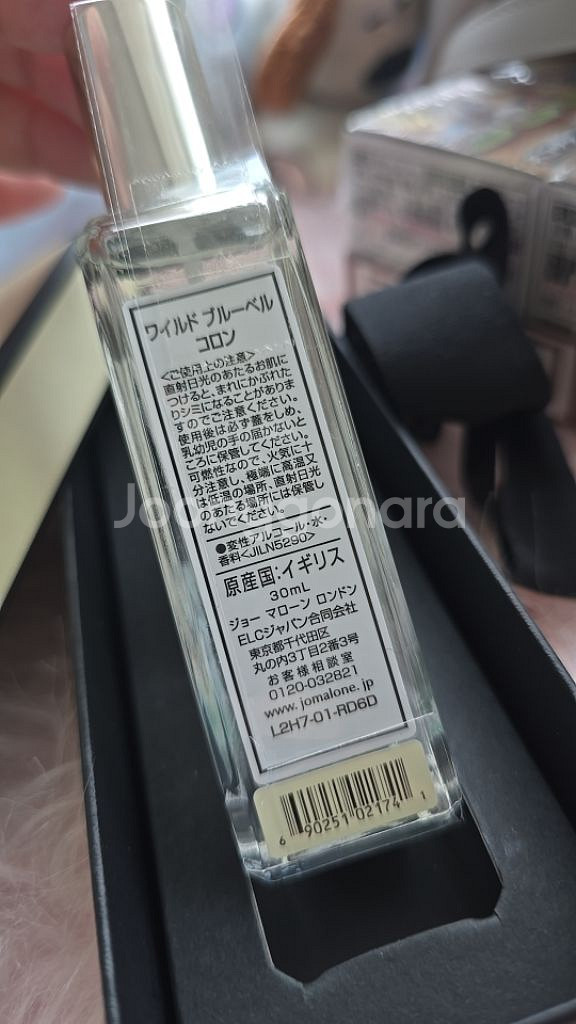 ワイルド ブルーベル
コロン
<ご使用上の注意>
直射日光のあたるお肌に
つけると、まれにかぶれた
りシミになることがありま
すのでご注意ください。
使用後は必ず蓋をしめ、
乳幼児の手の届かないと
ころに保管してください。
可燃性なので、火気に十
分注意し、極端に高温又
は低温の場所、直射日光
のあたる場所には保管し
ないでください。
●変性アルコール・水・
香料<JILN5290>
原産国:イギリス
30mL
ジョー マローン ロンドン
ELCジャパン合同会社
東京都千代田区
丸の内3丁目2番3号
お客様相談室
0120-032821
www.jomalone.jp
L2H7-01-RD6D
6 90251 02174 1